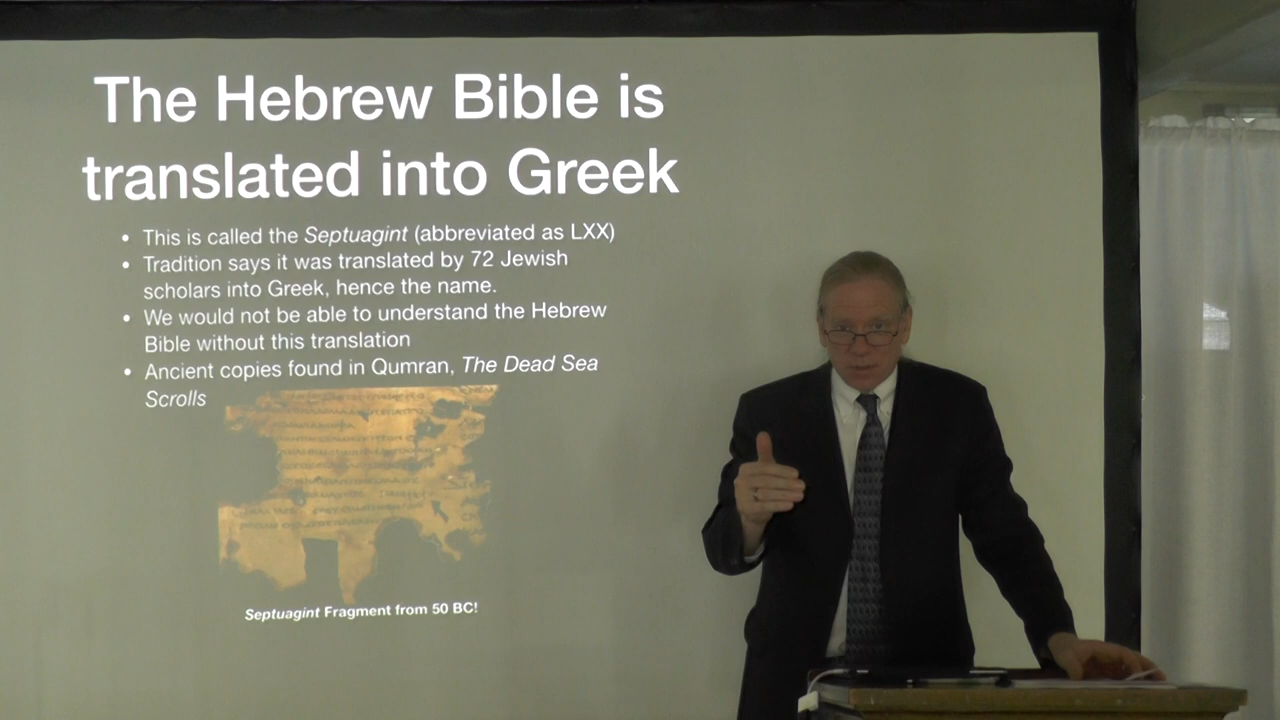 The Hebrew Bible is
translated into Greek
• This is called the Septuagint (abbreviated as LXX)
• Tradition says it was translated by 72 Jewish
scholars into Greek, hence the name.
• We would not be able to understand the Hebrew
Bible without this translation
• Ancient copies found in Qumran, The Dead Sea
Scrolls
Septuagint Fragment from 50 BC!